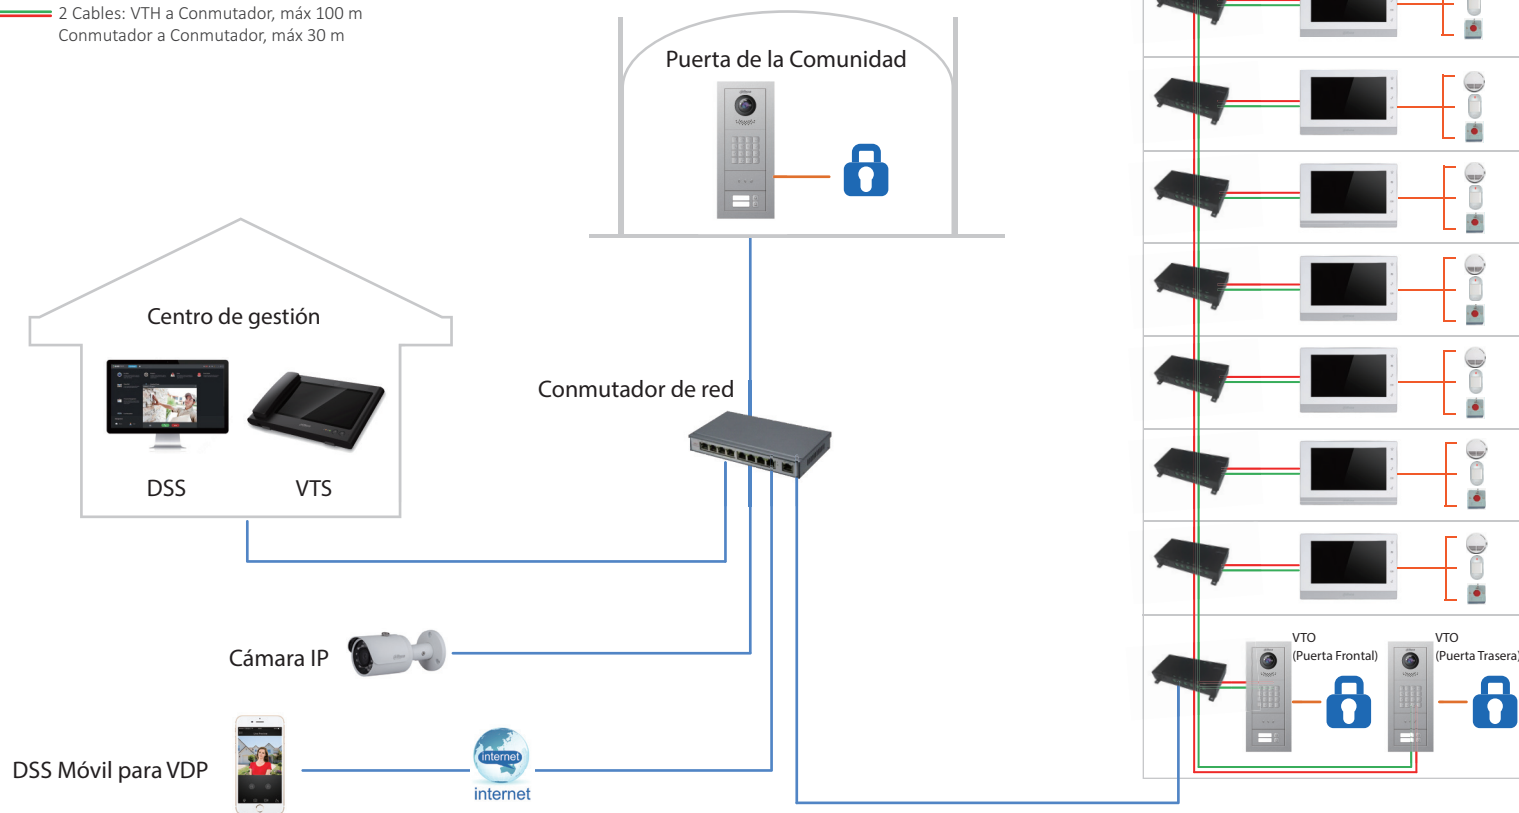 2 Cables: VTH a Conmutador, máx 100 m
Conmutador a Conmutador, máx 30 m
Puerta de la Comunidad
Centro de gestión
DSS
VTS
Conmutador de red
Cámara IP
DSS Móvil para VDP
internet
internet
VTO
(Puerta Frontal)
VTO
(Puerta Trasera)